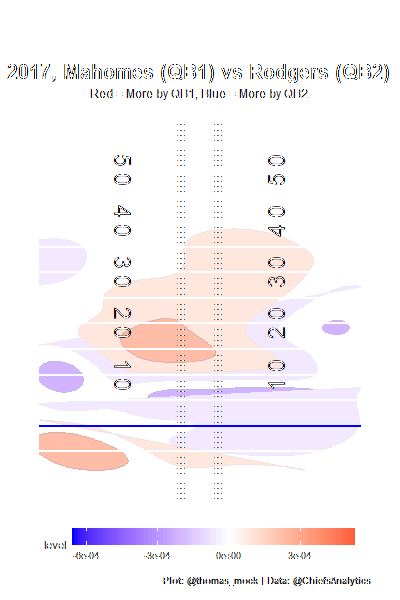 2017, Mahomes (QB1) vs Rodgers (QB2)
Red = More by QB1, Blue = More by QB2
50 50
40 40
30 30
20 20
10 10
level
-6e-04 -3e-04 0e+00 3e-04
Plot: @thomas_mock | Data: @ChiefsAnalytics